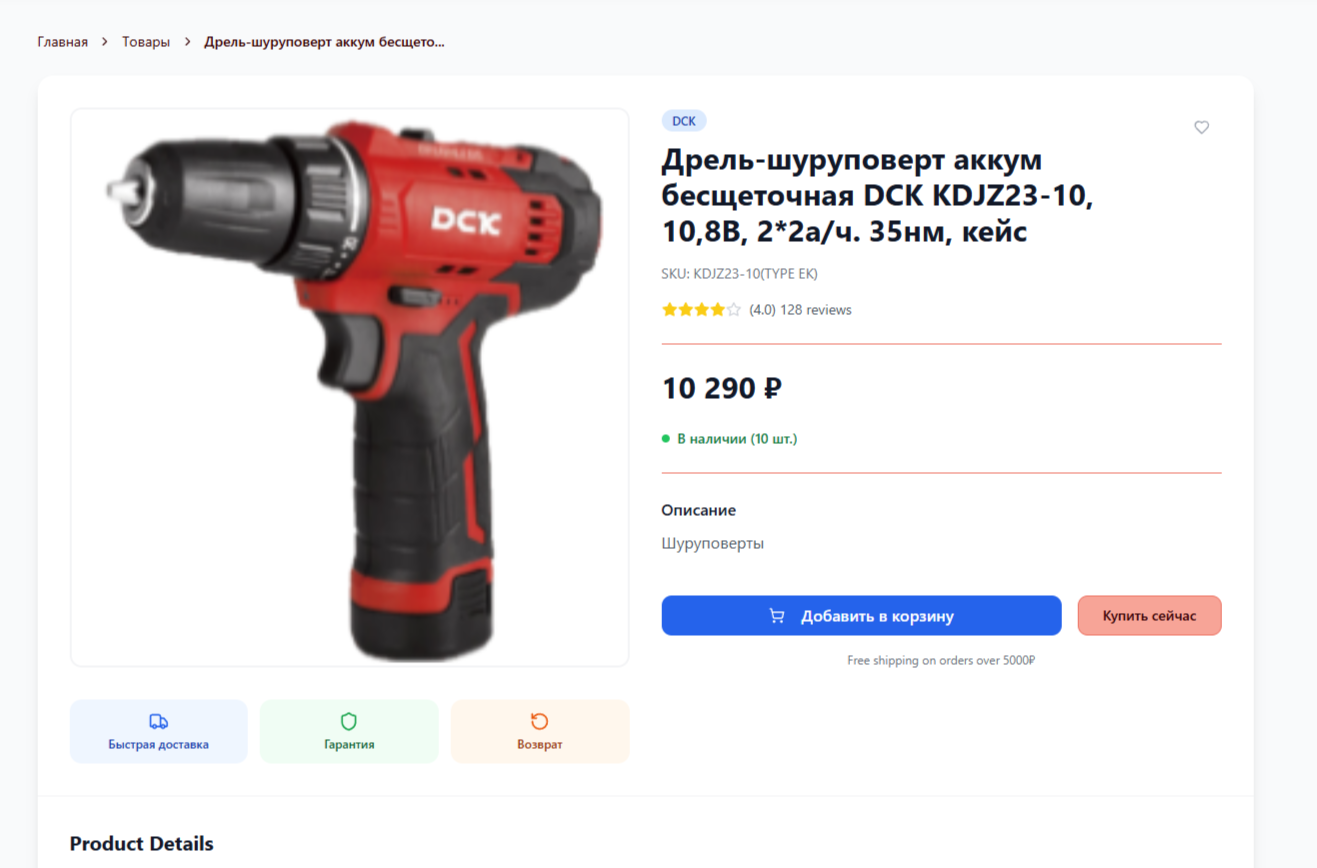 Главная > Товары > Дрель-шуруповерт аккум бесщето...
DCK
Дрель-шуруповерт аккум
бесщеточная DCK KDJZ23-10,
10,8В, 2*2а/ч. 35нм, кейс
SKU: KDJZ23-10(TYPE EK)
(4.0) 128 reviews
10 290 ₽
В наличии (10 шт.)
Описание
Шуруповерты
Добавить в корзину
Купить сейчас
Free shipping on orders over 5000₽
DCK
Быстрая доставка
Гарантия
Возврат
Product Details